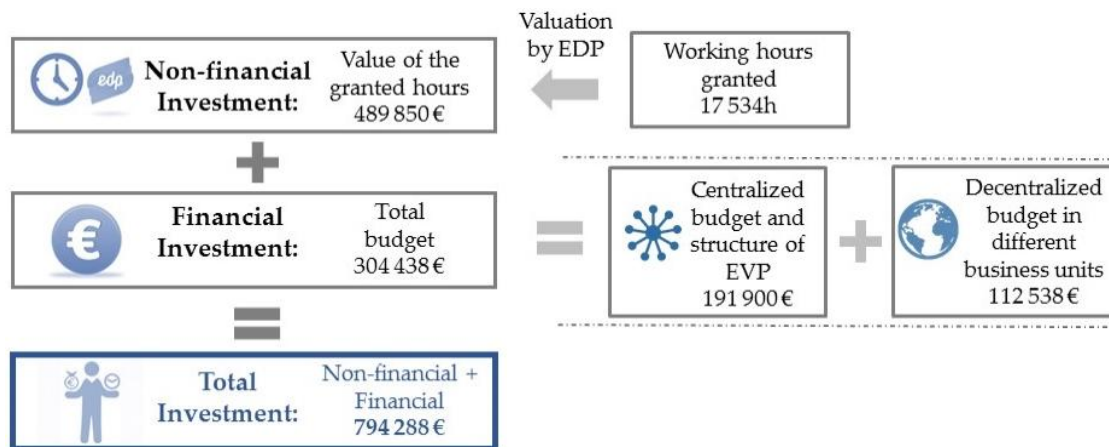 Non-financial
Investment:
edp
Value of the
granted hours
489 850 €
Valuation
by EDP
Working hours
granted
17 534h
+
Financial
Investment:
€
Total
budget
304 438 €
=
Centralized
budget and
structure of
EVP
191 900 €
+
Decentralized
budget in
different
business units
112 538 €
=
Total
Investment:
Non-financial +
Financial
794 288 €